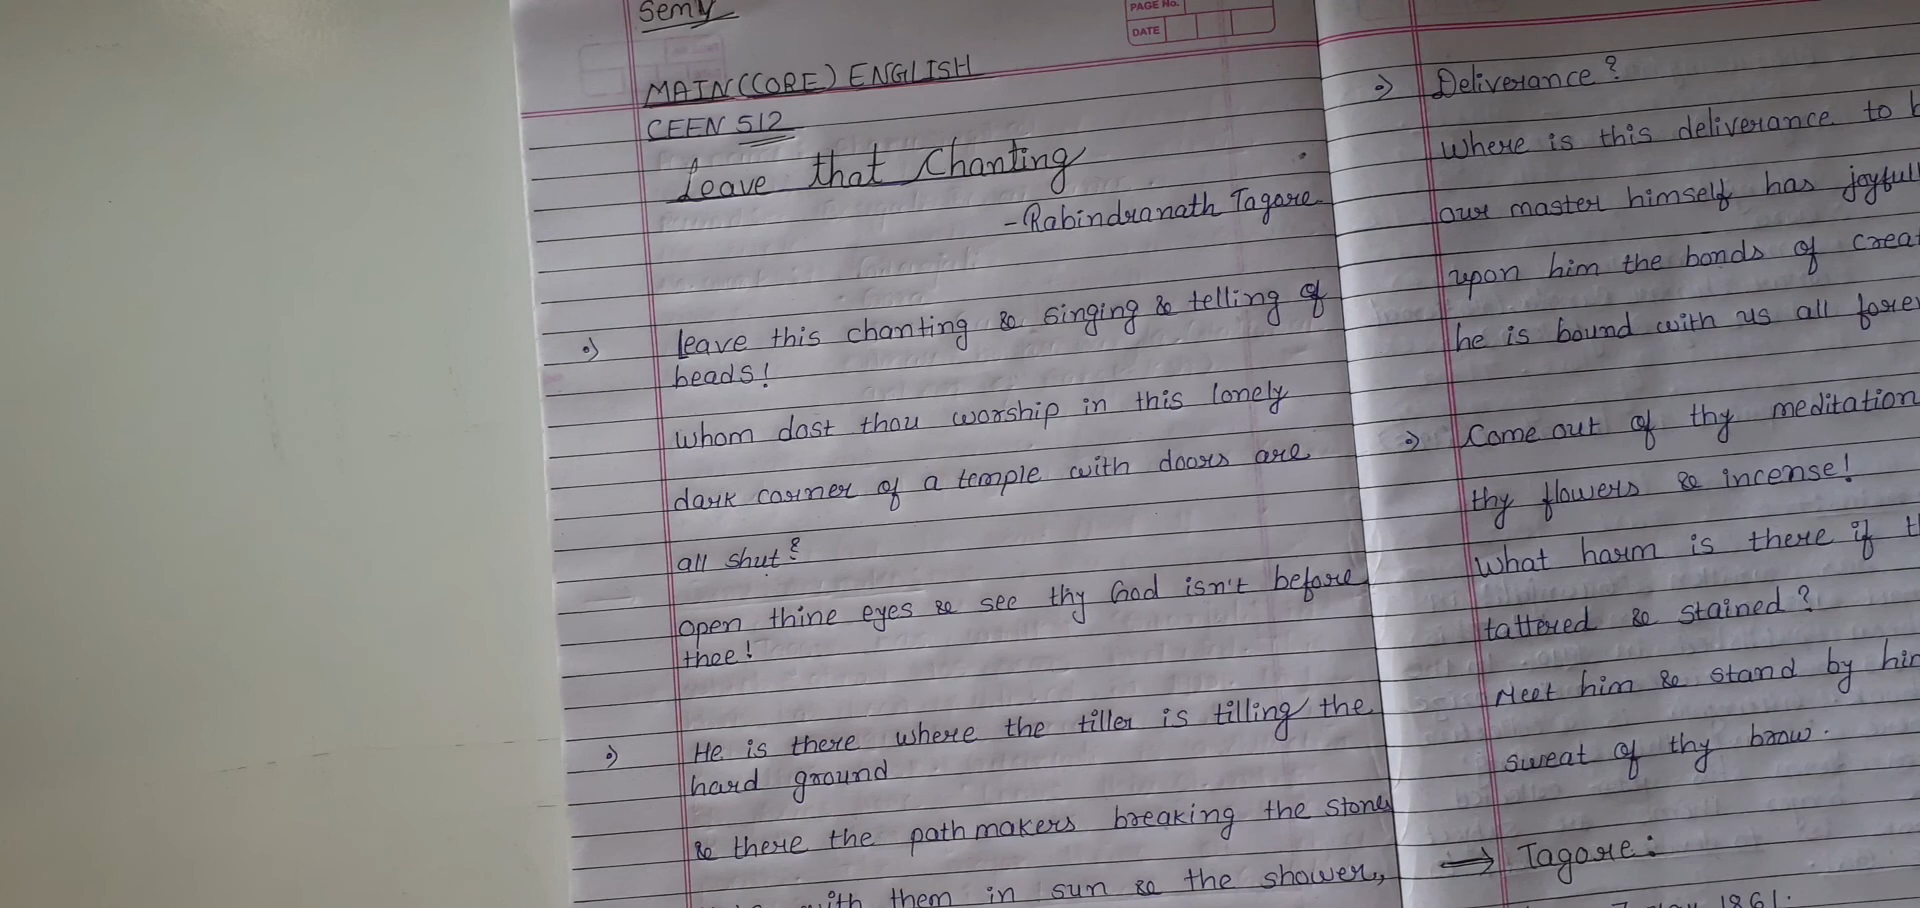 Sem V
PAGE No.
DATE
MAIN (CORE) ENGLISH
CEEN 512
Leave that Chanting
- Rabindranath Tagore
leave this chanting & singing & telling of
beads!
whom dost thou worship in this lonely
dark corner of a temple with doors are
all shut?
open thine eyes & see thy God isn't before
thee!
He is there where the tiller is tilling the
hard ground
& there the path makers breaking the stones
with them in sun & the shower,
Deliverance?
where is this deliverance to
our master himself has
upon him the bonds of
he is bound with us all
Come out of thy meditation
thy flowers & incense!
what harm is there if
tattered & stained?
Meet him & stand by
sweat of thy brow.
→ Tagore:
1861.